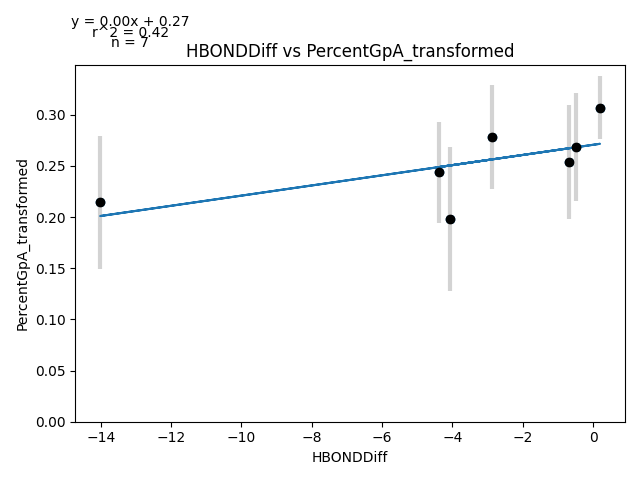 y = 0.00x + 0.27
r^2 = 0.42
n = 7
HBONDDiff vs PercentGpA_transformed
PercentGpA_transformed
0.30
0.25
0.20
0.15
0.10
0.05
0.00
−14 −12 −10 −8 −6 −4 −2 0
HBONDDiff